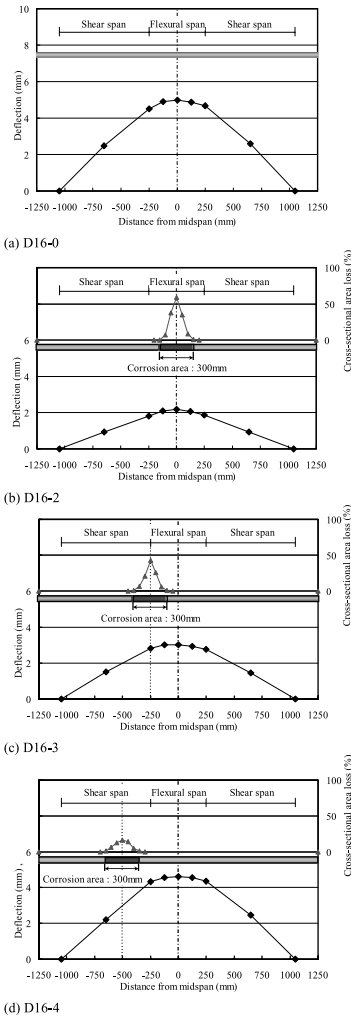 Shear span Flexural span Shear span
10
8
6
4
2
0
Deflection (mm)
-1250 -1000 -750 -500 -250 0 250 500 750 1000 1250
Distance from midspan (mm)
(a) D16-0
Shear span Flexural span Shear span
100
50
0
Cross-sectional area loss (%)
Corrosion area : 300mm
6
4
2
0
Deflection (mm)
-1250 -1000 -750 -500 -250 0 250 500 750 1000 1250
Distance from midspan (mm)
(b) D16-2
Shear span Flexural span Shear span
100
50
0
Cross-sectional area loss (%)
Corrosion area : 300mm
6
4
2
0
Deflection (mm)
-1250 -1000 -750 -500 -250 0 250 500 750 1000 1250
Distance from midspan (mm)
(c) D16-3
Shear span Flexural span Shear span
100
50
0
Cross-sectional area loss (%)
Corrosion area : 300mm
6
4
2
0
Deflection (mm) ,
-1250 -1000 -750 -500 -250 0 250 500 750 1000 1250
Distance from midspan (mm)
(d) D16-4